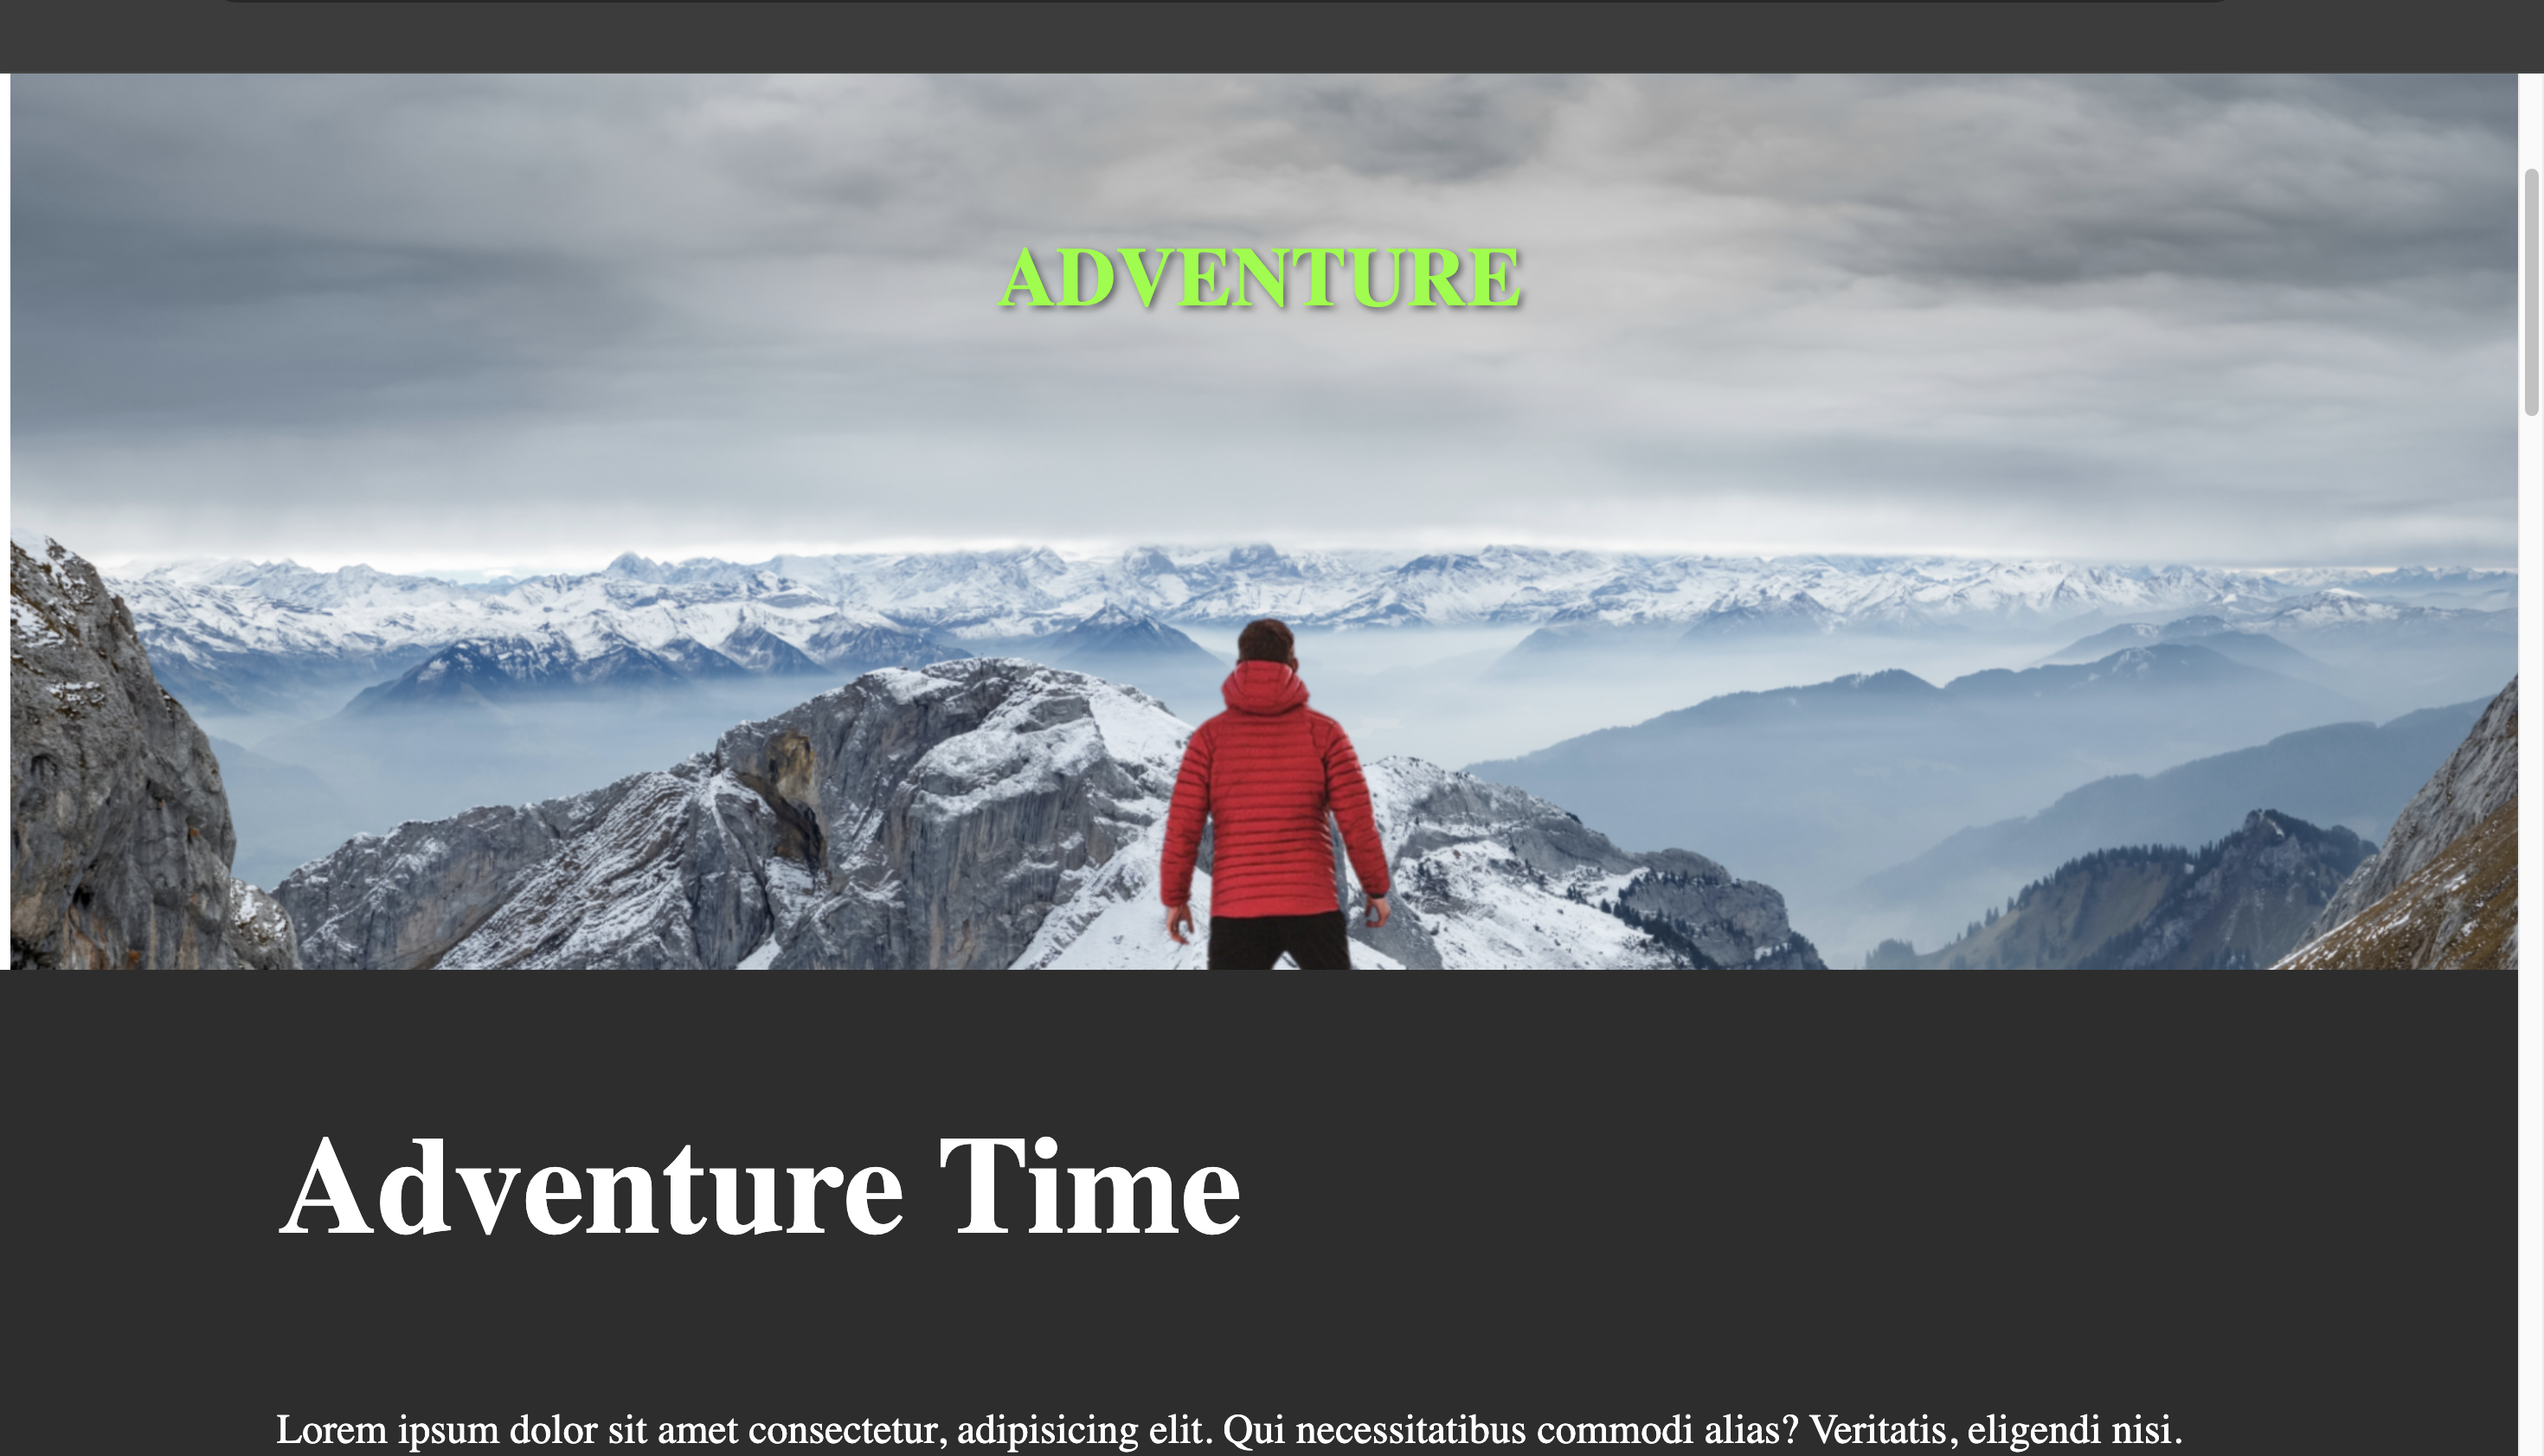 ADVENTURE
Adventure Time
Lorem ipsum dolor sit amet consectetur, adipisicing elit. Qui necessitatibus commodi alias? Veritatis, eligendi nisi.